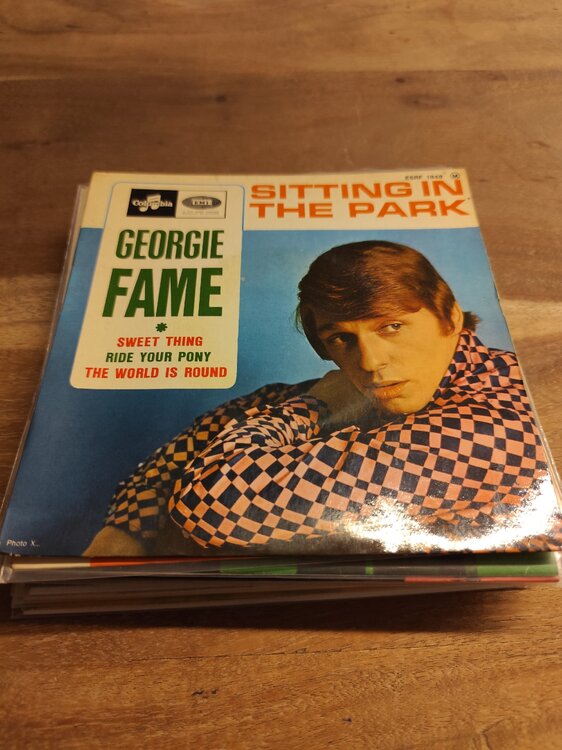 ESRF 1849 M
SITTING IN
THE PARK
Columbia
EMI
GEORGIE
FAME
*
SWEET THING
RIDE YOUR PONY
THE WORLD IS ROUND
Photo X..